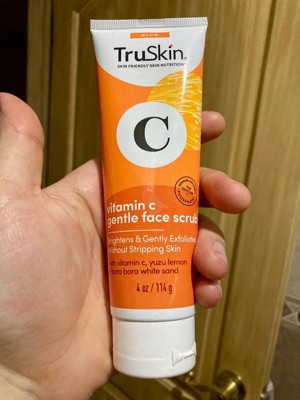 TruSkin
SKIN FRIENDLY SKIN NUTRITION
C
vitamin c
gentle face scrub
Brightens & Gently Exfoliates
Without Stripping Skin
with vitamin c, yuzu lemon
bora bora white sand
4 oz / 114 g